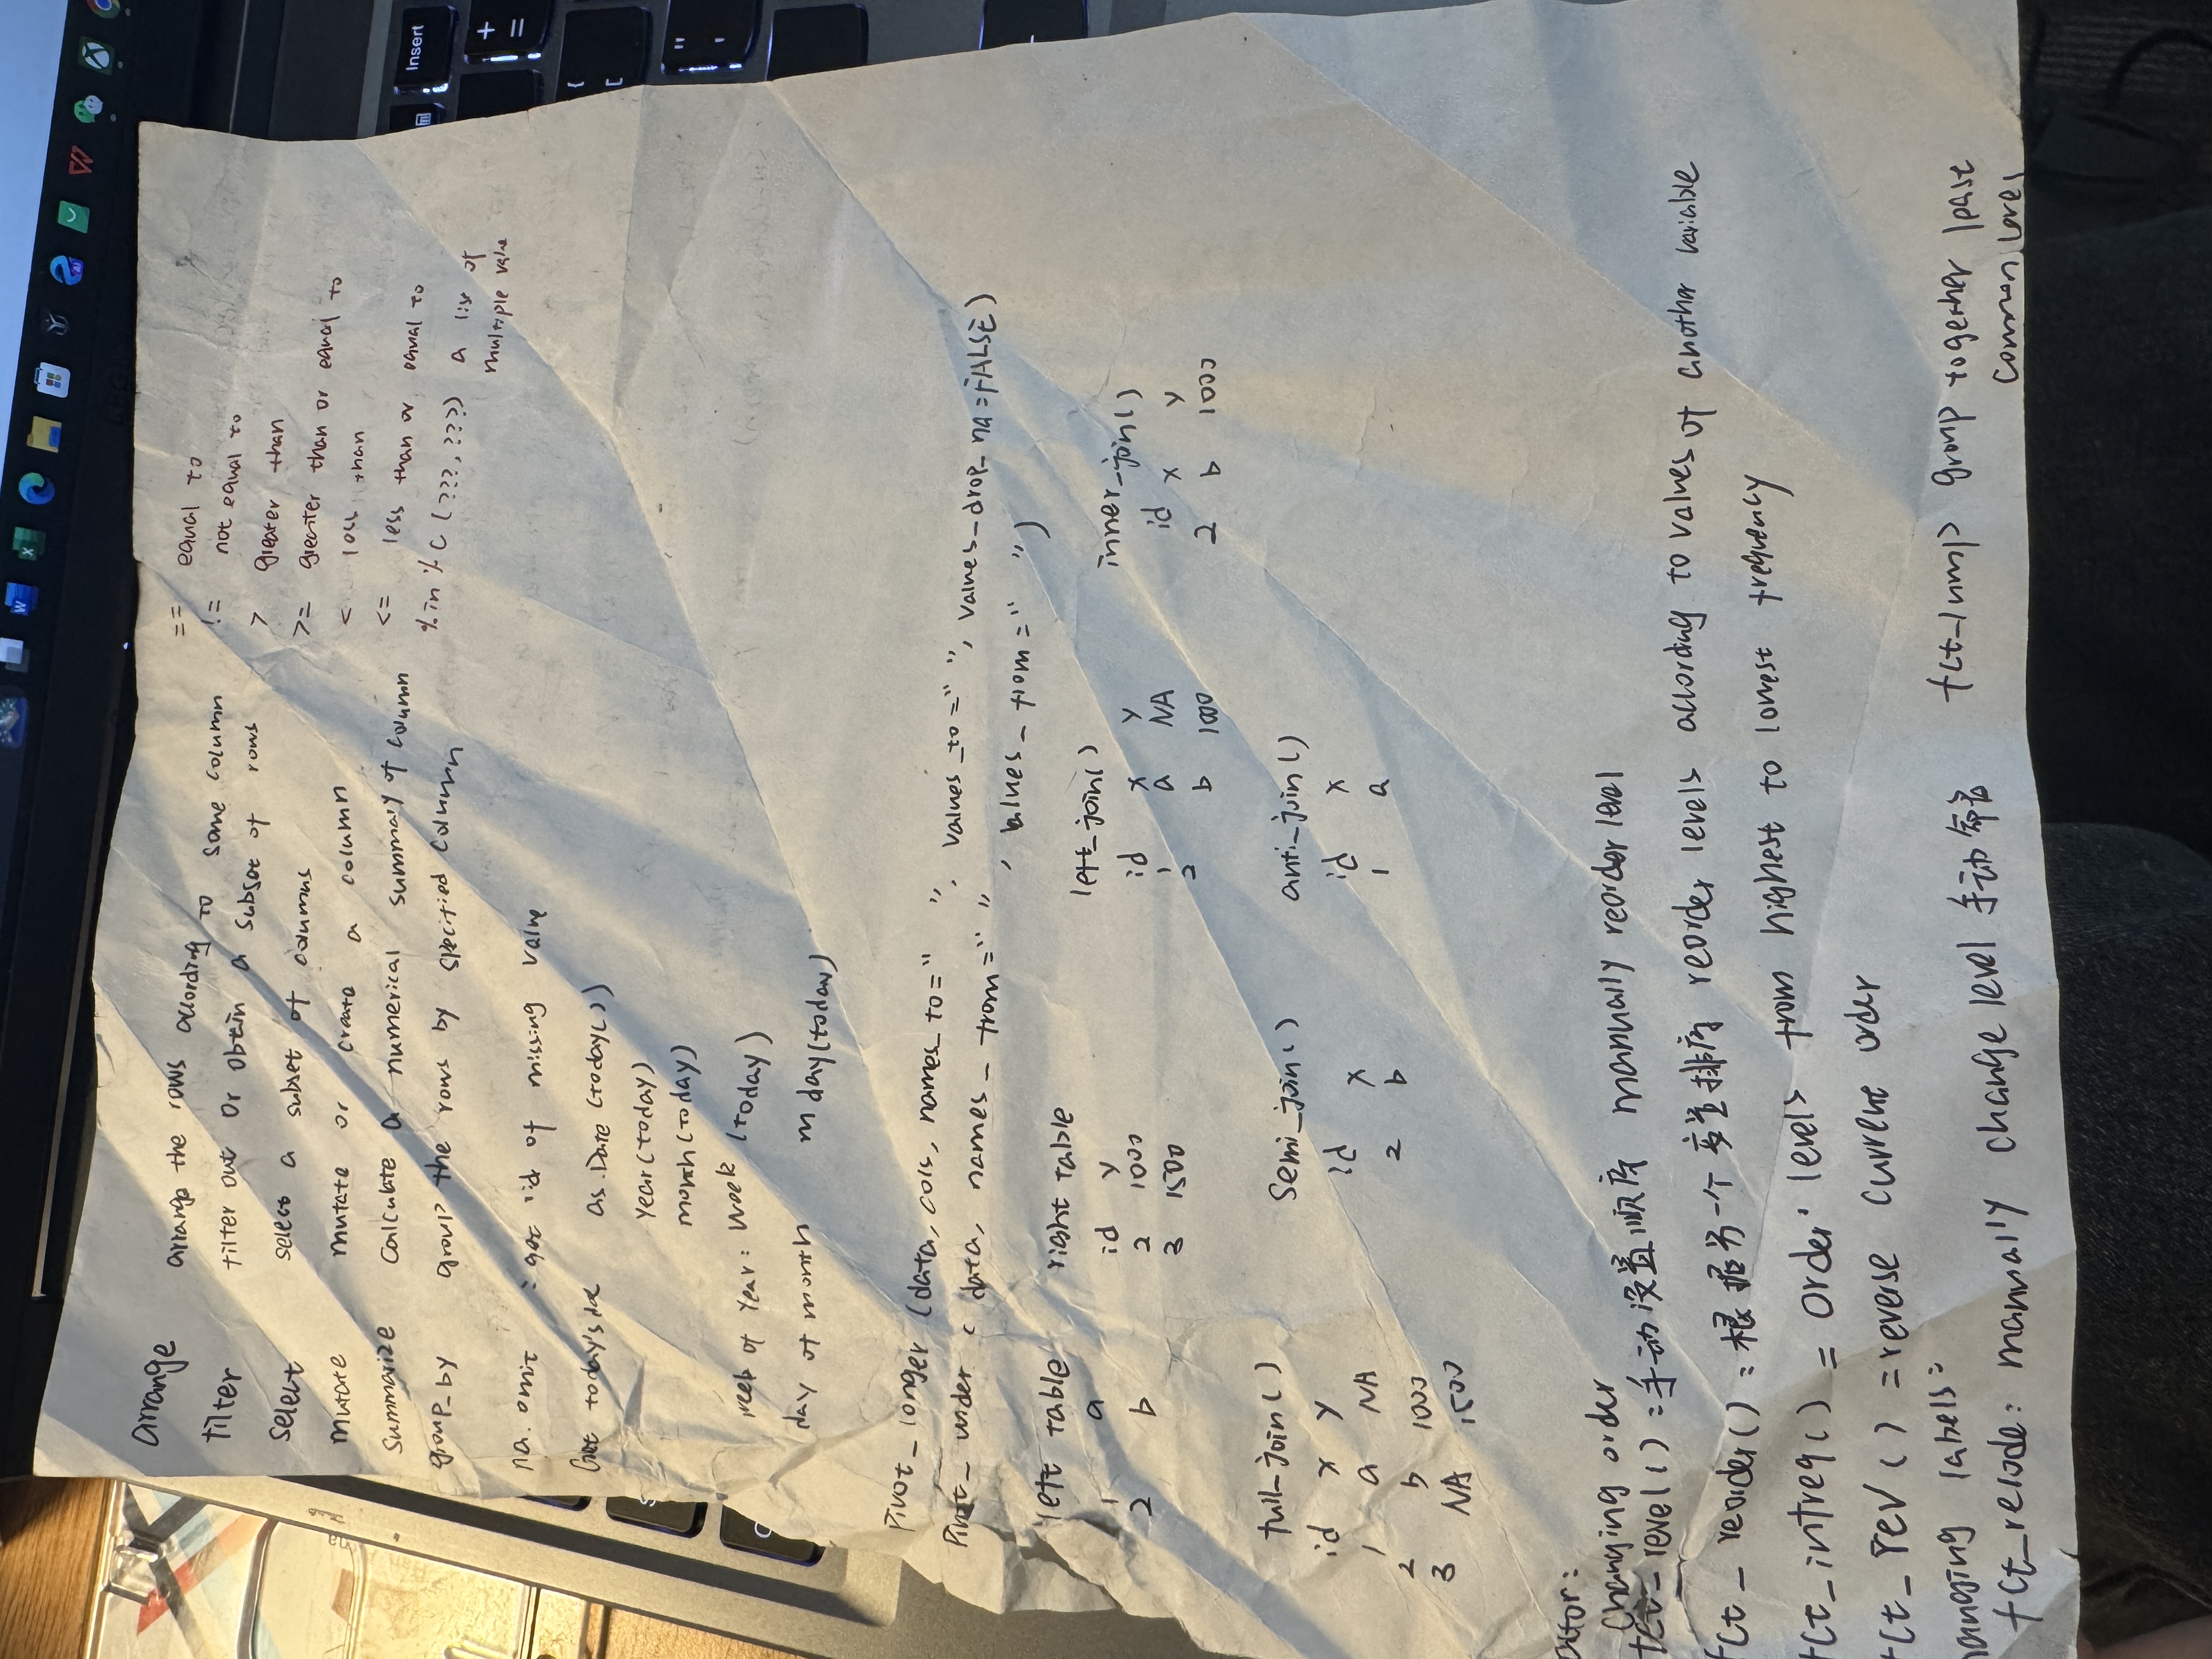 arrange arrange the rows according to some column
filter filter out or obtain a subset of rows
select select a subset of columns
mutate mutate or create a column
summarize calculate a numerical summary of column
group_by group the rows by specified column
== equal to
!= not equal to
> greater than
>= greater than or equal to
< less than
<= less than or equal to
%in% c(???,???) a list of
multiple value
na.omit : get rid of missing value
Get today's as.Date(today())
year(today)
month(today)
week of year: week (today)
day of month mday(today)
Pivot_longer (data, cols, names_to=" ", values_to=" ", values_drop_na=FALSE)
Pivot_wider (data, names_from=" ", values_from=" ")
left table
1 a
2 b
right table
id y
2 1000
3 1500
left_join()
id x y
1 a NA
2 b 1000
inner_join()
id x y
2 b 1000
full_join()
id x y
1 a NA
2 b 1000
3 NA 1500
semi_join()
id x
2 b
anti_join()
id x
1 a
ctor:
Changing order
fct_revel() = 手动设置顺序 manually reorder level
fct_reorder() = 根据另一个变量排序 reorder levels according to values of another variable
fct_infreq() = order levels from highest to lowest frequency
fct_rev() = reverse current order
hanging labels:
fct_recode: manually change level 手动命名
fct_lump group together least
common level
Insert
+
=
{
[
"
'